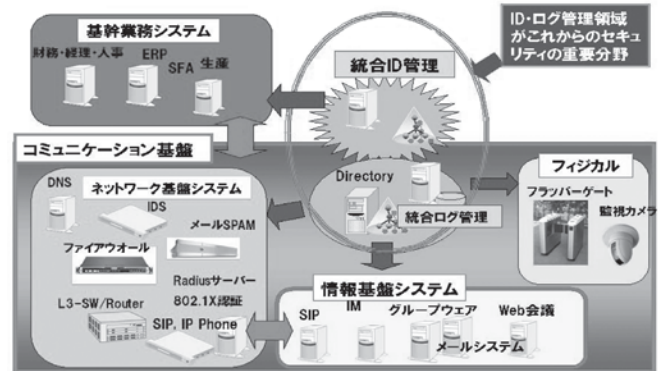 基幹業務システム
財務・経理・人事
ERP
SFA
生産
統合ID管理
ID・ログ管理領域
がこれからのセキュ
リティの重要分野
コミュニケーション基盤
ネットワーク基盤システム
DNS
IDS
メールSPAM
ファイアウオール
Radiusサーバー
802.1X認証
L3-SW/Router
SIP, IP Phone
Directory
統合ログ管理
フィジカル
フラッパーゲート
監視カメラ
情報基盤システム
SIP
IM
グループウェア
Web会議
メールシステム